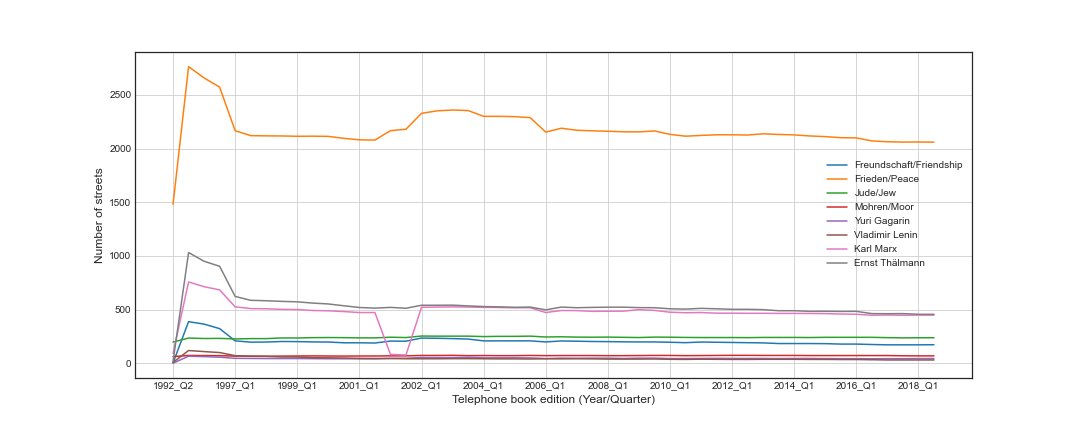 2500
2000
1500
1000
500
0
Number of streets
Freundschaft/Friendship
Frieden/Peace
Jude/Jew
Mohren/Moor
Yuri Gagarin
Vladimir Lenin
Karl Marx
Ernst Thälmann
1992_Q2 1997_Q1 1999_Q1 2001_Q1 2002_Q1 2004_Q1 2006_Q1 2008_Q1 2010_Q1 2012_Q1 2014_Q1 2016_Q1 2018_Q1
Telephone book edition (Year/Quarter)